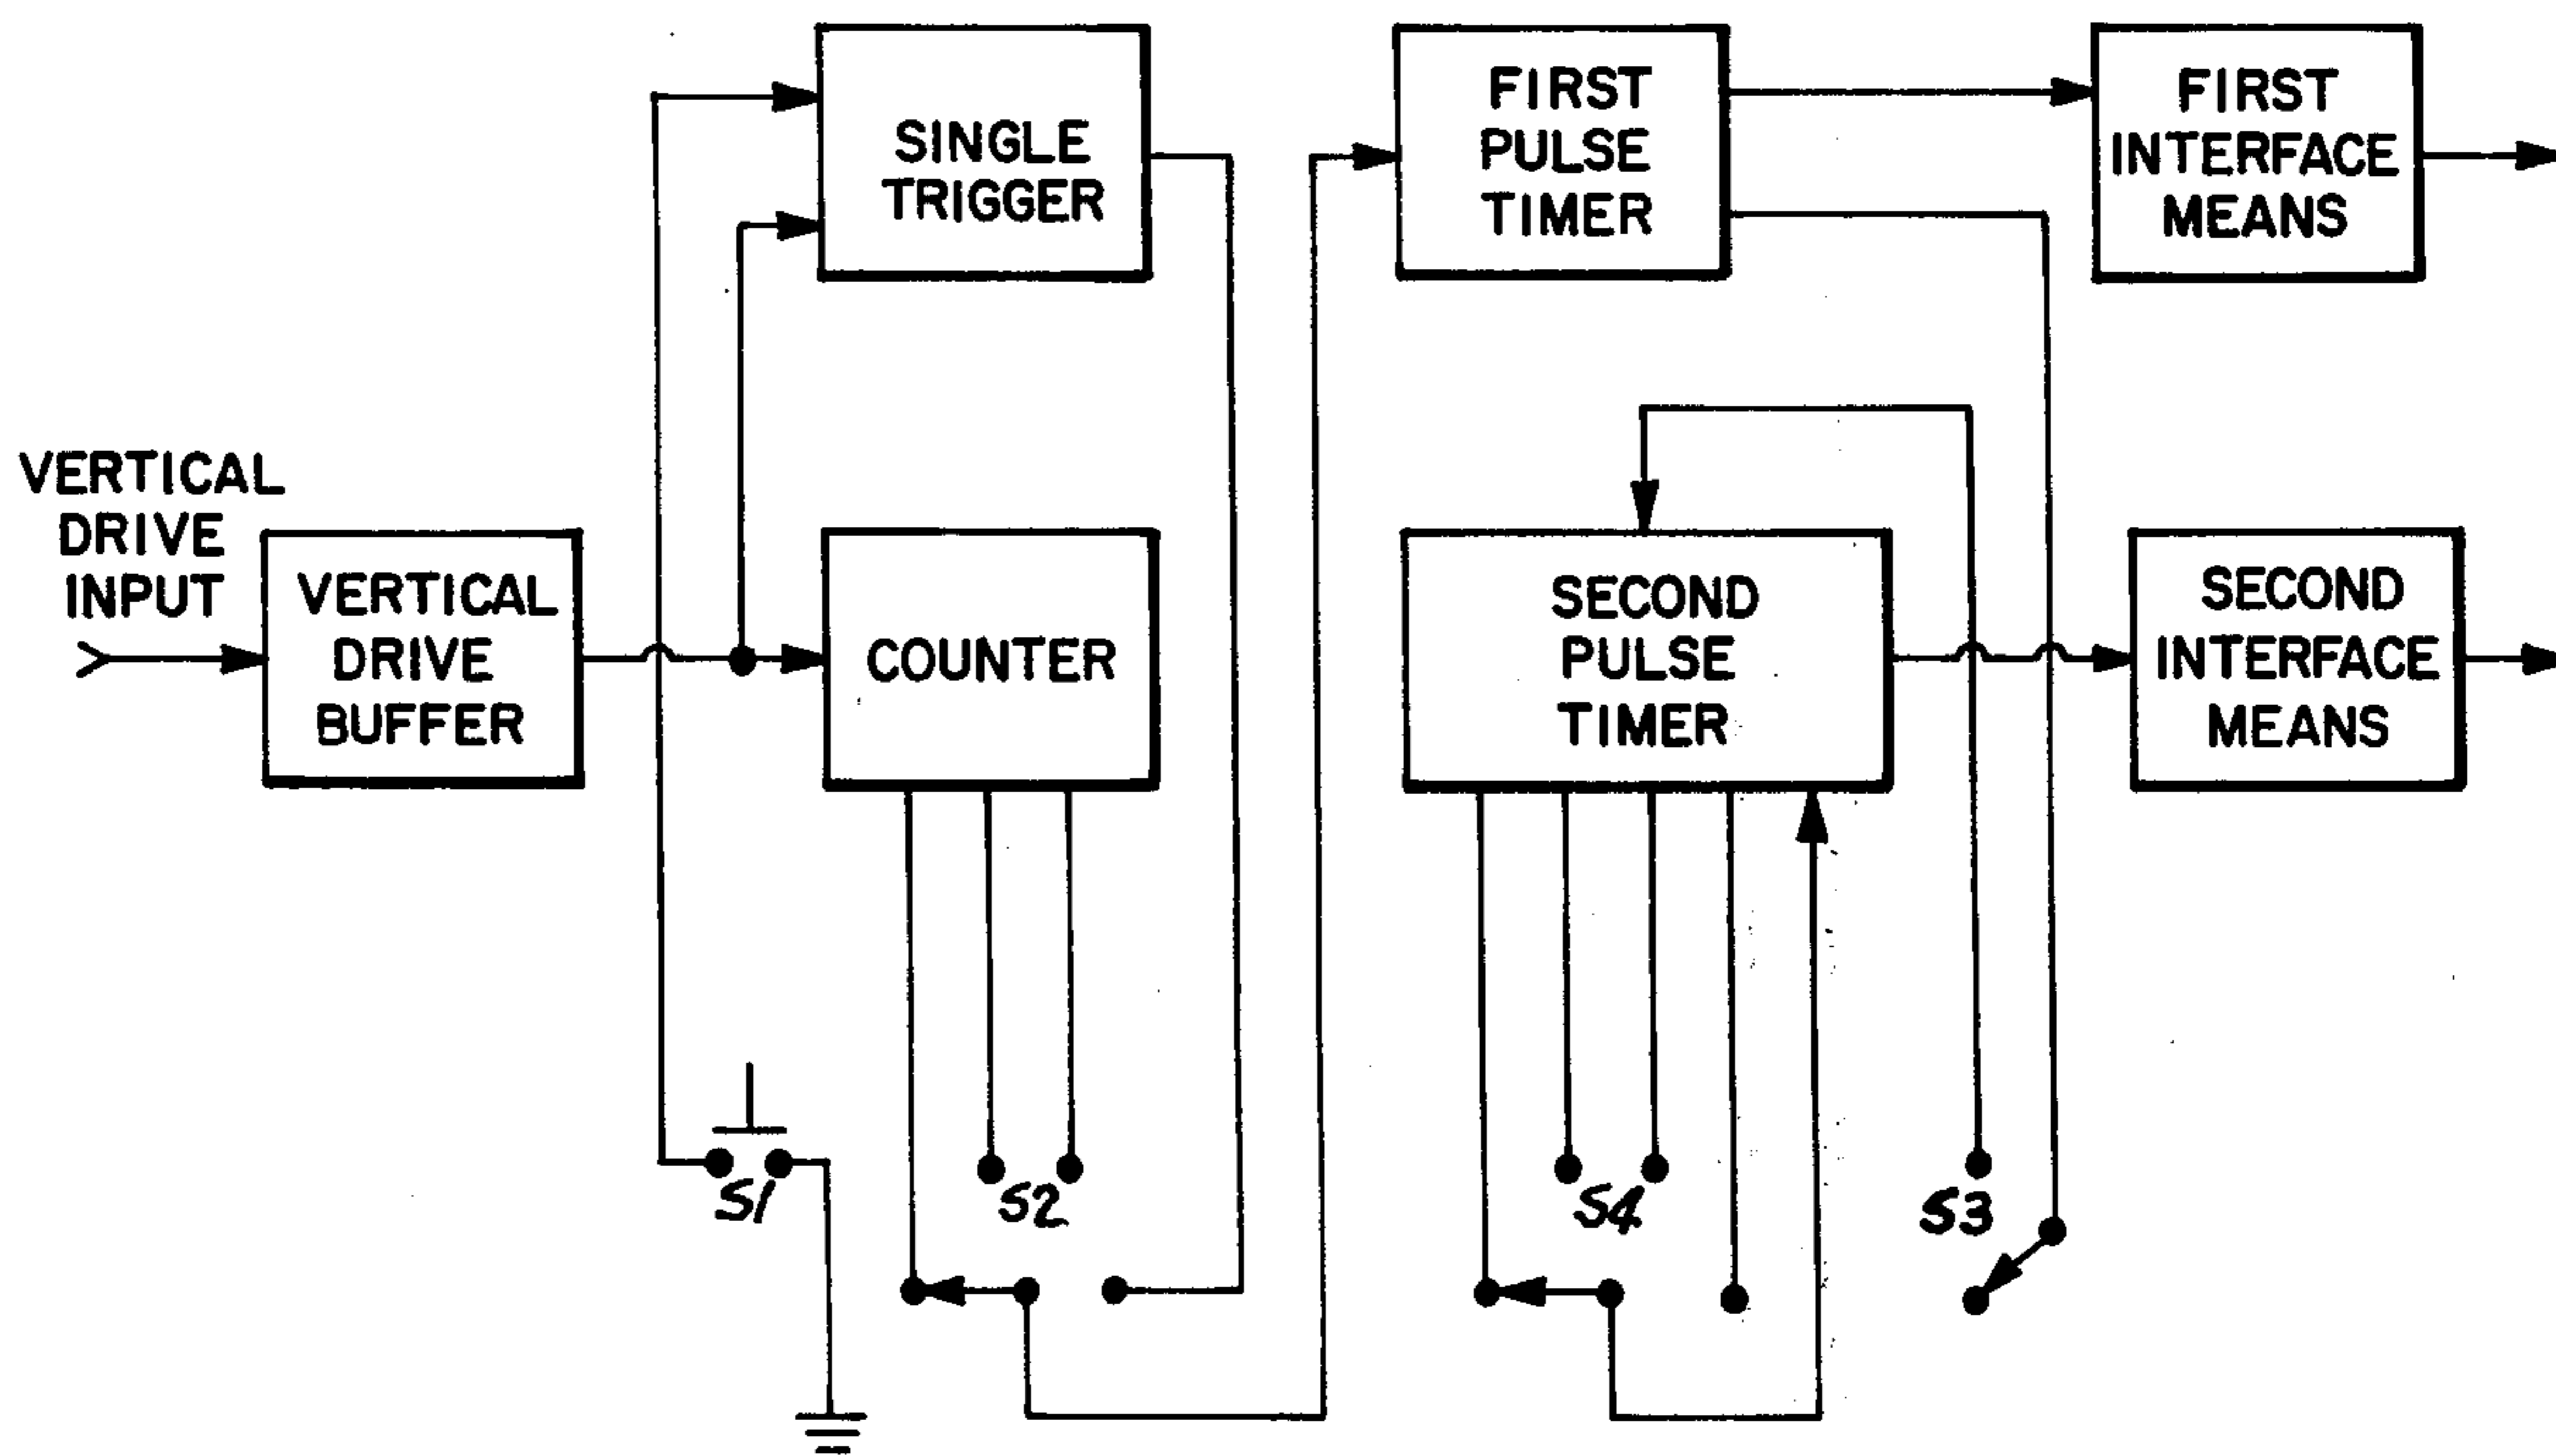 SINGLE
TRIGGER
FIRST
PULSE
TIMER
FIRST
INTERFACE
MEANS
VERTICAL
DRIVE
INPUT
VERTICAL
DRIVE
BUFFER
COUNTER
SECOND
PULSE
TIMER
SECOND
INTERFACE
MEANS
S1
S2
S4
S3